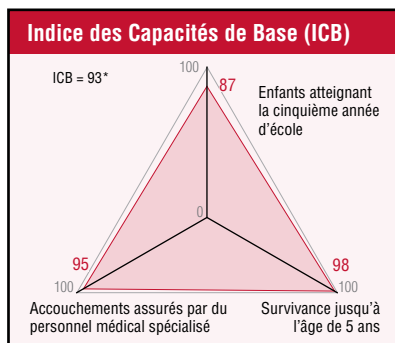 Indice des Capacités de Base (ICB)
ICB = 93*
100
87
Enfants atteignant
la cinquième année
d'école
0
95
100
98
100
Accouchements assurés par du
personnel médical spécialisé
Survivance jusqu'à
l'âge de 5 ans